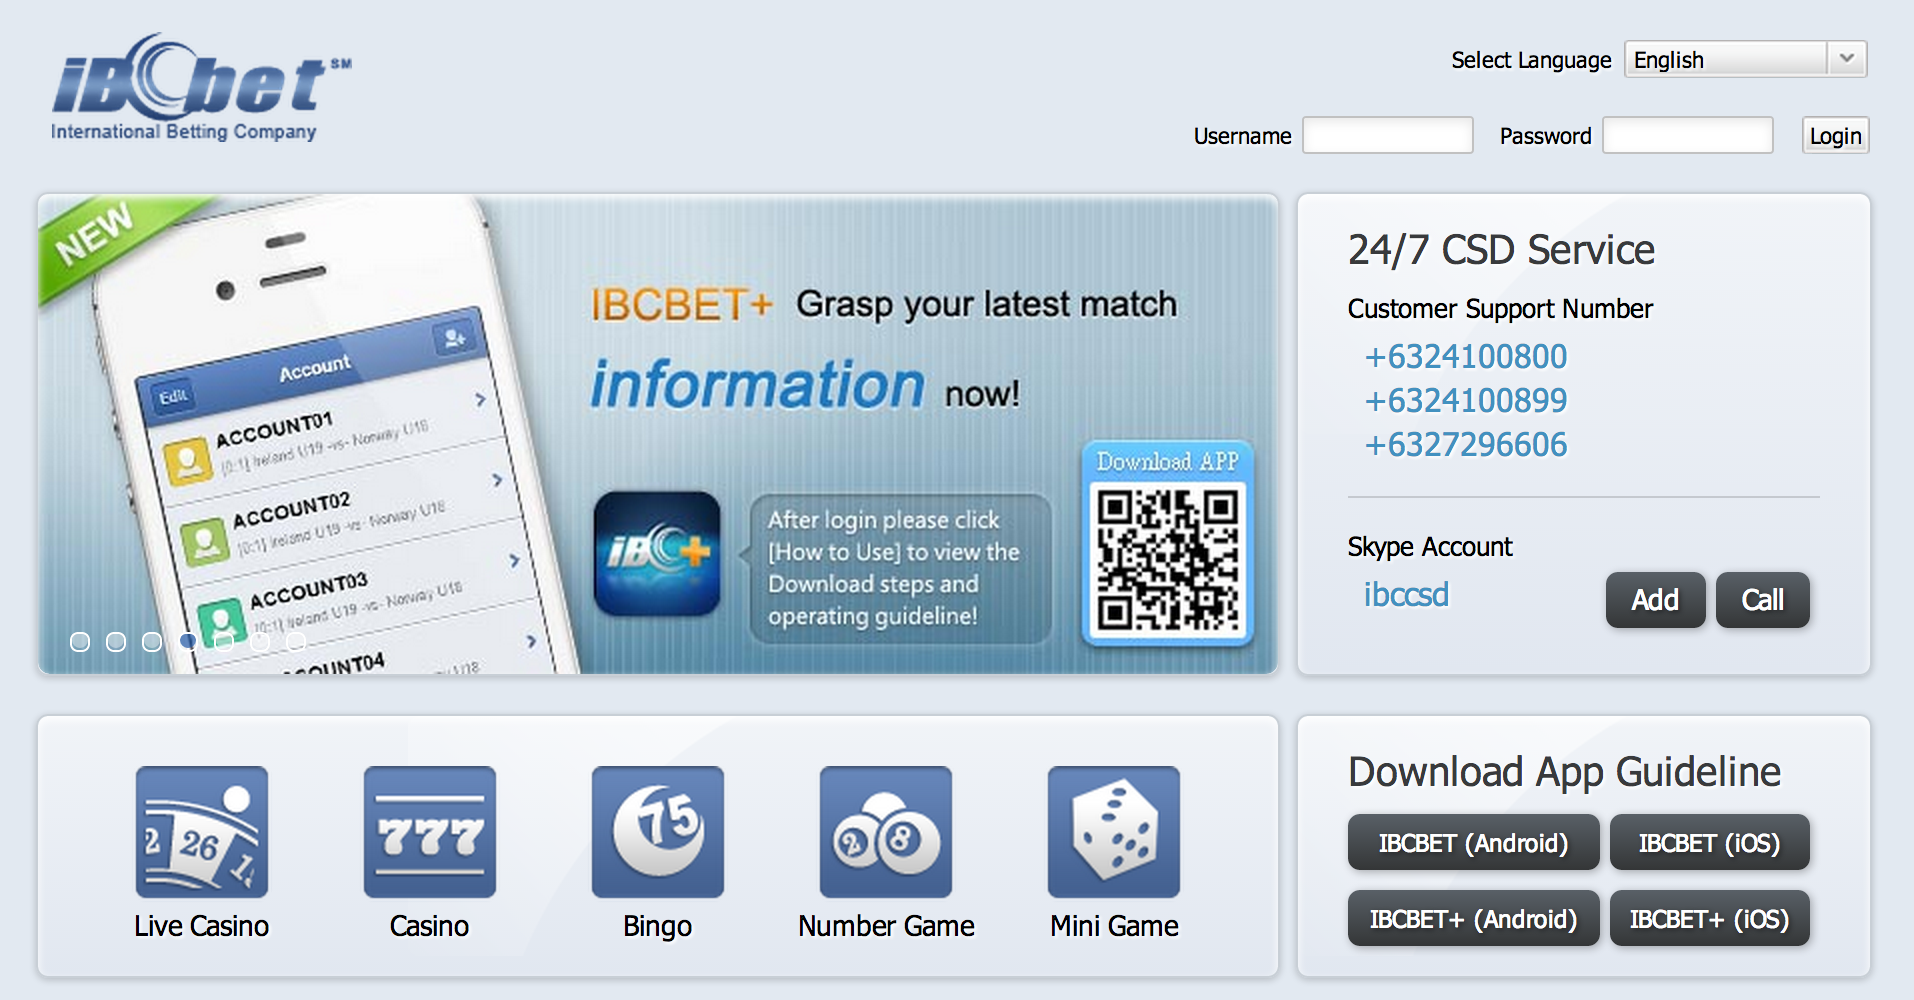 iBCbet SM
International Betting Company
Select Language English
Username Password Login
NEW
Edit Account
ACCOUNT01
[0:1] Ireland U19 -vs- Norway U18
ACCOUNT02
[0:1] Ireland U19 -vs- Norway U18
ACCOUNT03
[0:1] Ireland U19 -vs- Norway U18
ACCOUNT04
U18
IBCBET+ Grasp your latest match
information now!
iBC+
After login please click
[How to Use] to view the
Download steps and
operating guideline!
Download APP
24/7 CSD Service
Customer Support Number
+6324100800
+6324100899
+6327296606
Skype Account
ibccsd
Add Call
2 26 1
Live Casino
777
Casino
75
Bingo
2 8
Number Game
Mini Game
Download App Guideline
IBCBET (Android) IBCBET (iOS)
IBCBET+ (Android) IBCBET+ (iOS)